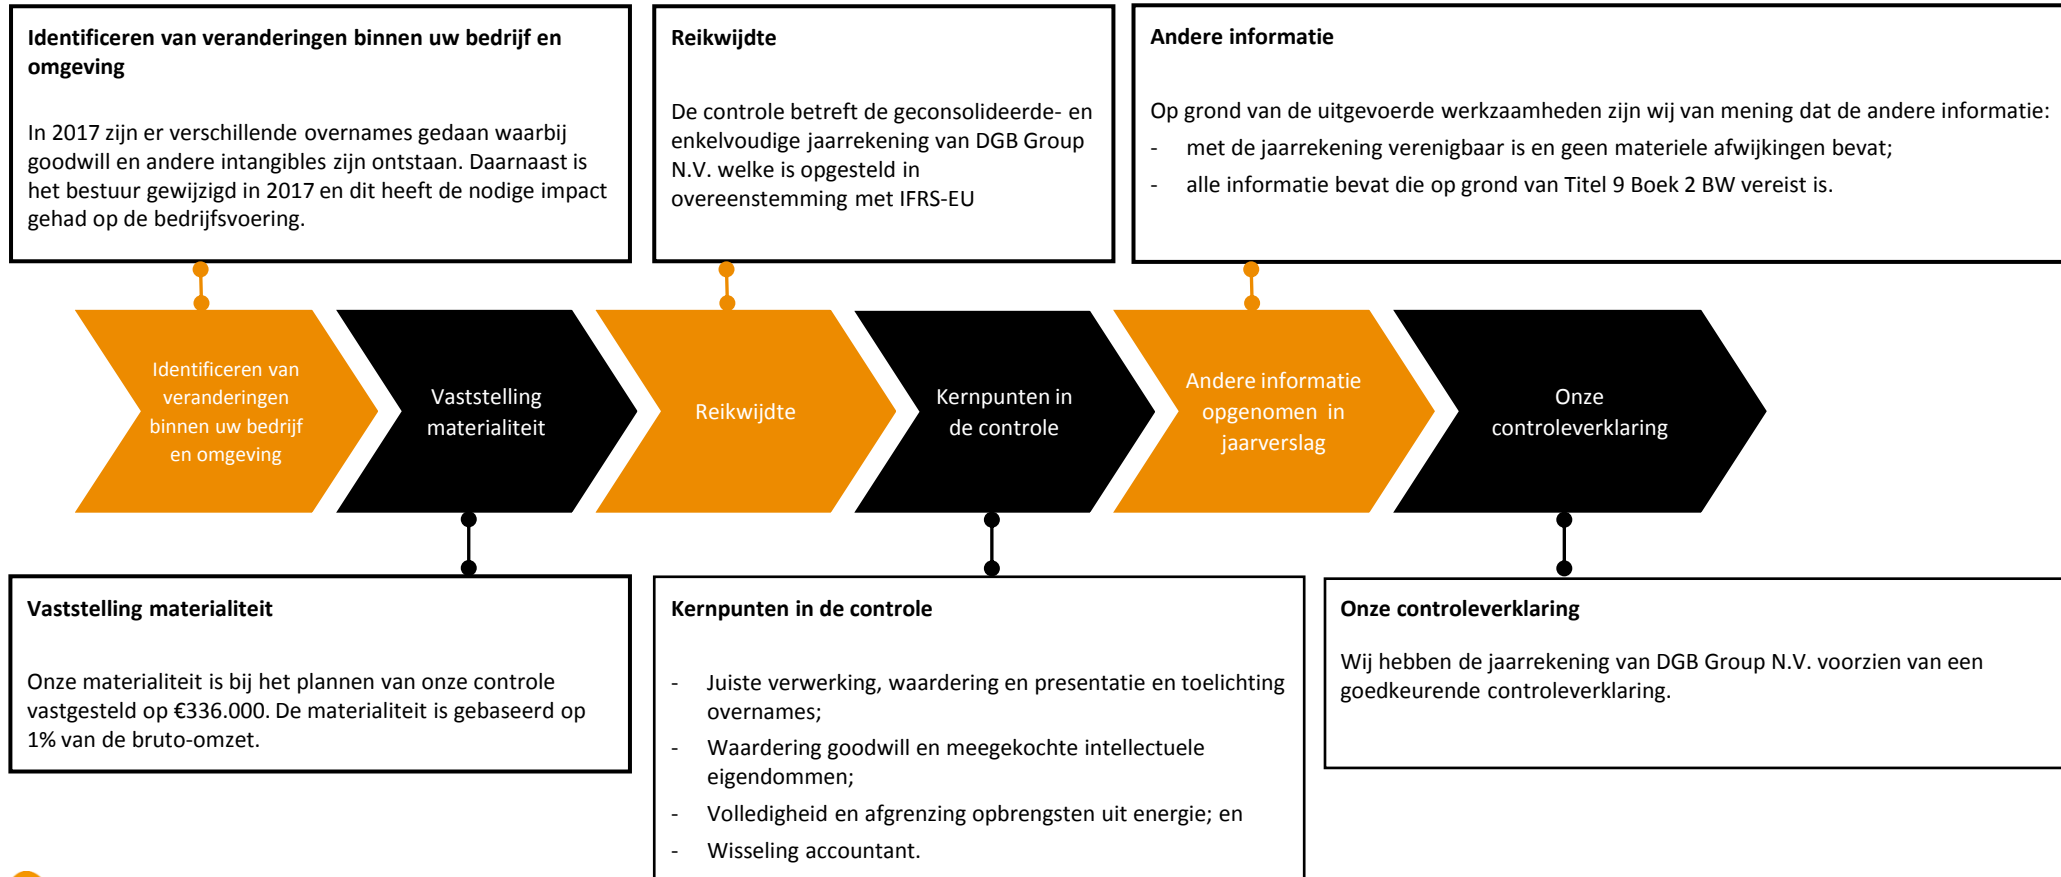 Identificeren van veranderingen binnen uw bedrijf en
omgeving
In 2017 zijn er verschillende overnames gedaan waarbij
goodwill en andere intangibles zijn ontstaan. Daarnaast is
het bestuur gewijzigd in 2017 en dit heeft de nodige impact
gehad op de bedrijfsvoering.
Reikwijdte
De controle betreft de geconsolideerde- en
enkelvoudige jaarrekening van DGB Group
N.V. welke is opgesteld in
overeenstemming met IFRS-EU
Andere informatie
Op grond van de uitgevoerde werkzaamheden zijn wij van mening dat de andere informatie:
- met de jaarrekening verenigbaar is en geen materiele afwijkingen bevat;
- alle informatie bevat die op grond van Titel 9 Boek 2 BW vereist is.
Identificeren van
veranderingen
binnen uw bedrijf
en omgeving
Vaststelling
materialiteit
Reikwijdte
Kernpunten in
de controle
Andere informatie
opgenomen in
jaarverslag
Onze
controleverklaring
Vaststelling materialiteit
Onze materialiteit is bij het plannen van onze controle
vastgesteld op €336.000. De materialiteit is gebaseerd op
1% van de bruto-omzet.
Kernpunten in de controle
- Juiste verwerking, waardering en presentatie en toelichting
overnames;
- Waardering goodwill en meegekochte intellectuele
eigendommen;
- Volledigheid en afgrenzing opbrengsten uit energie; en
- Wisseling accountant.
Onze controleverklaring
Wij hebben de jaarrekening van DGB Group N.V. voorzien van een
goedkeurende controleverklaring.